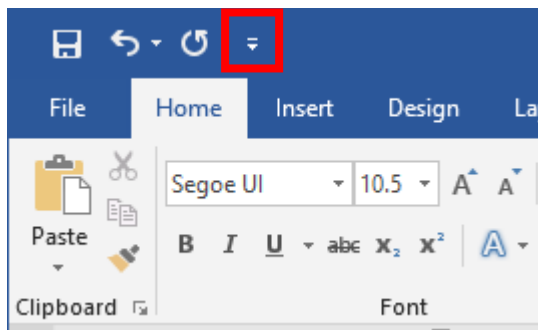 File Home Insert Design La
Segoe UI 10.5 A A
Paste B I U abc X₂ X² A
Clipboard Font